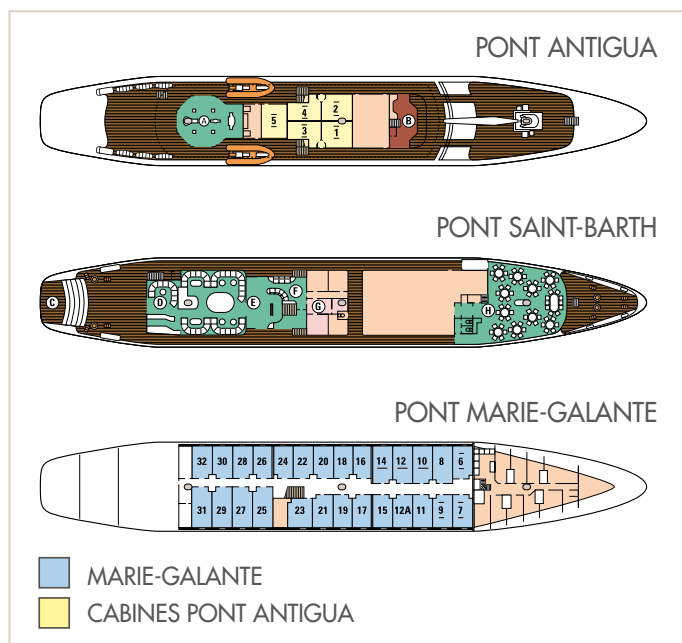 PONT ANTIGUA
A
5
4
2
3
1
B
PONT SAINT-BARTH
C
D
E
F
G
H
PONT MARIE-GALANTE
32 30 28 26 24 22 20 18 16 14 12 10 8 6
31 29 27 25 23 21 19 17 15 12A 11 9 7
MARIE-GALANTE
CABINES PONT ANTIGUA